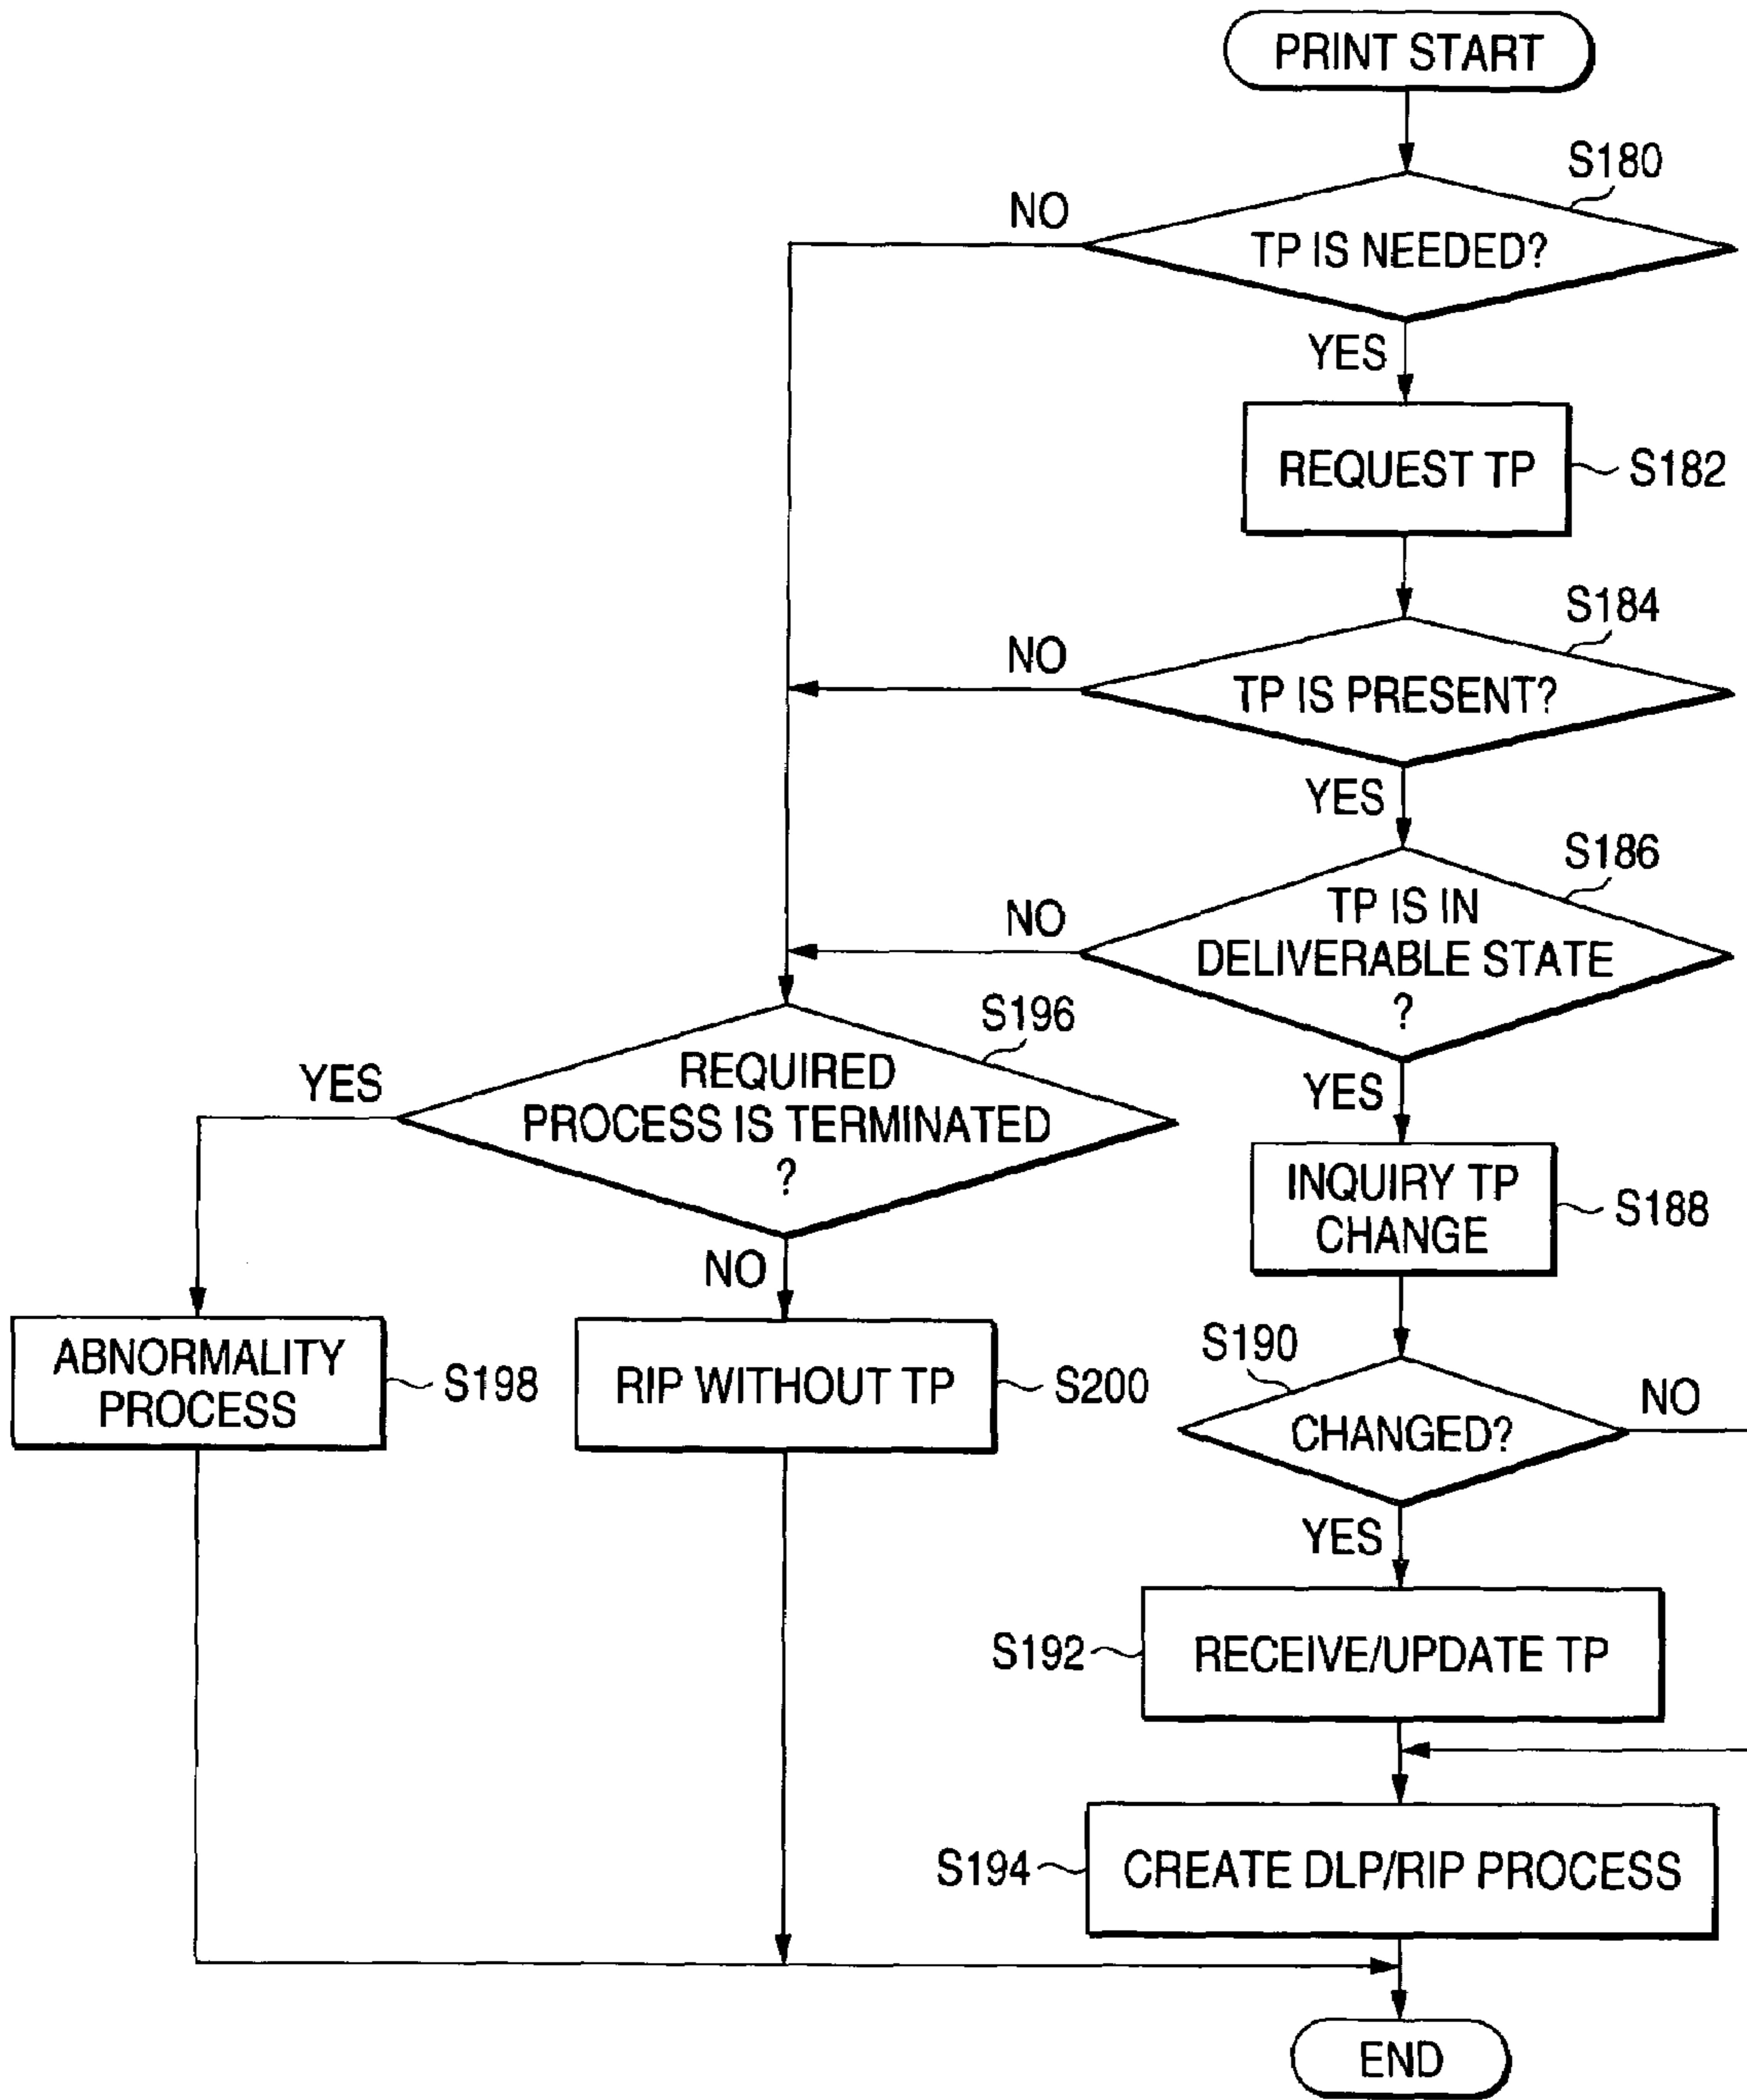 PRINT START
S180
NO
TP IS NEEDED?
YES
REQUEST TP
S182
S184
NO
TP IS PRESENT?
YES
S186
NO
TP IS IN
DELIVERABLE STATE
?
S196
YES
REQUIRED
PROCESS IS TERMINATED
?
YES
INQUIRY TP
CHANGE
S188
NO
ABNORMALITY
PROCESS
S198
RIP WITHOUT TP
S200
S190
NO
CHANGED?
YES
S192
RECEIVE/UPDATE TP
S194
CREATE DLP/RIP PROCESS
END